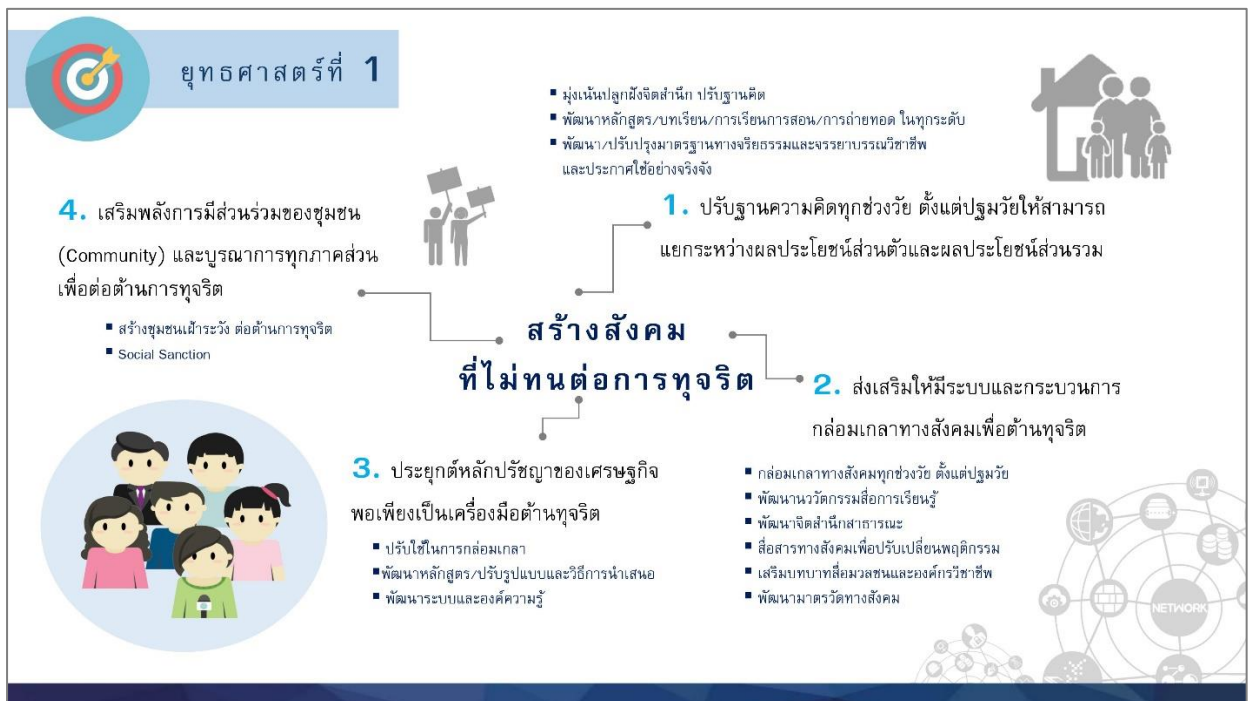 ยุทธศาสตร์ที่ 1
▪ มุ่งเน้นปลูกฝังจิตสำนึก ปรับฐานคิด
▪ พัฒนาหลักสูตร/บทเรียน/การเรียนการสอน/การถ่ายทอด ในทุกระดับ
▪ พัฒนา/ปรับปรุงมาตรฐานทางจริยธรรมและจรรยาบรรณวิชาชีพ
และประกาศใช้อย่างจริงจัง
1. ปรับฐานความคิดทุกช่วงวัย ตั้งแต่ปฐมวัยให้สามารถ
แยกระหว่างผลประโยชน์ส่วนตัวและผลประโยชน์ส่วนรวม
สร้างสังคม
ที่ไม่ทนต่อการทุจริต
2. ส่งเสริมให้มีระบบและกระบวนการ
กล่อมเกลาทางสังคมเพื่อต้านทุจริต
▪ กล่อมเกลาทางสังคมทุกช่วงวัย ตั้งแต่ปฐมวัย
▪ พัฒนานวัตกรรมสื่อการเรียนรู้
▪ พัฒนาจิตสำนึกสาธารณะ
▪ สื่อสารทางสังคมเพื่อปรับเปลี่ยนพฤติกรรม
▪ เสริมบทบาทสื่อมวลชนและองค์กรวิชาชีพ
▪ พัฒนามาตรวัดทางสังคม
3. ประยุกต์หลักปรัชญาของเศรษฐกิจ
พอเพียงเป็นเครื่องมือต้านทุจริต
▪ ปรับใช้ในการกล่อมเกลา
▪พัฒนาหลักสูตร/ปรับรูปแบบและวิธีการนำเสนอ
▪ พัฒนาระบบและองค์ความรู้
4. เสริมพลังการมีส่วนร่วมของชุมชน
(Community) และบูรณาการทุกภาคส่วน
เพื่อต่อต้านการทุจริต
▪ สร้างชุมชนเฝ้าระวัง ต่อต้านการทุจริต
▪ Social Sanction
NETWORK